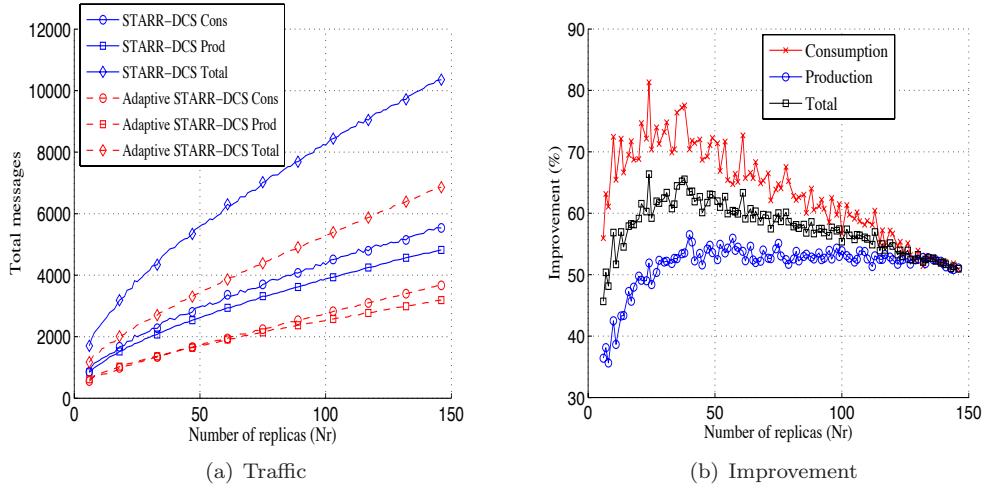 STARR-DCS Cons
STARR-DCS Prod
STARR-DCS Total
Adaptive STARR-DCS Cons
Adaptive STARR-DCS Prod
Adaptive STARR-DCS Total
12000
10000
8000
6000
4000
2000
0
Total messages
0
50
100
150
Number of replicas (Nr)
(a) Traffic
Consumption
Production
Total
90
80
70
60
50
40
30
Improvement (%)
0
50
100
150
Number of replicas (Nr)
(b) Improvement